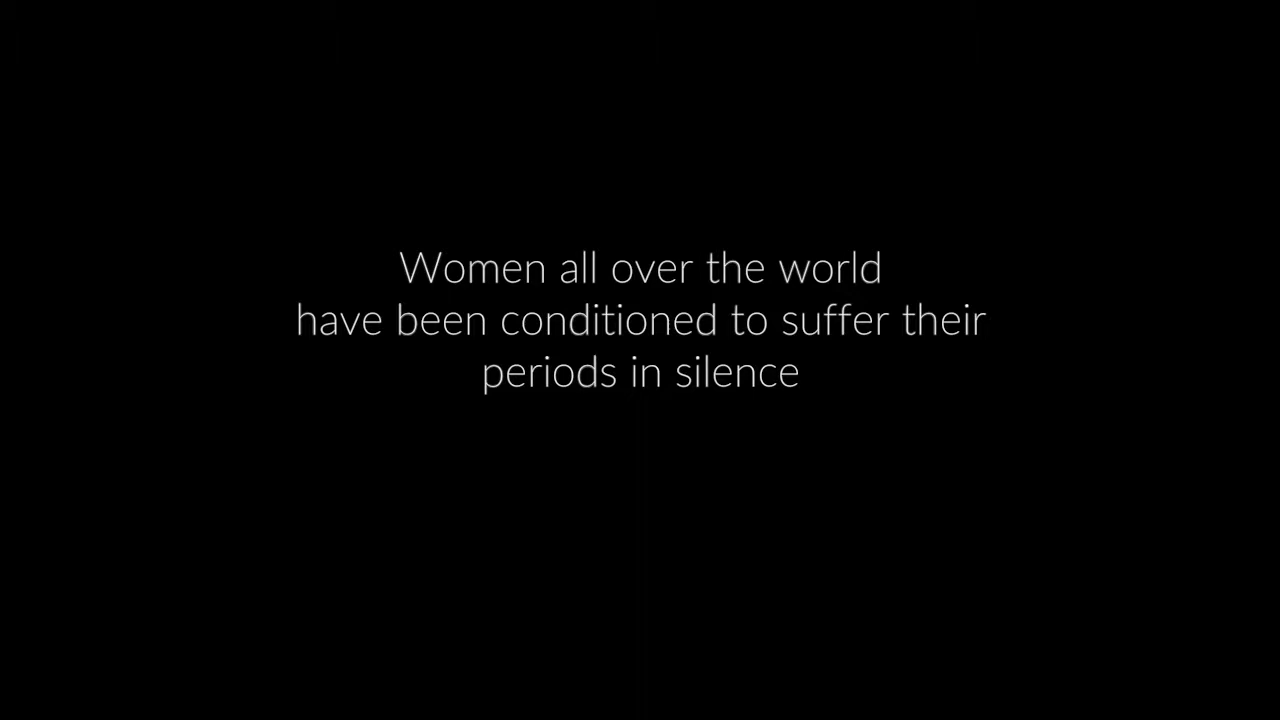 Women all over the world
have been conditioned to suffer their
periods in silence